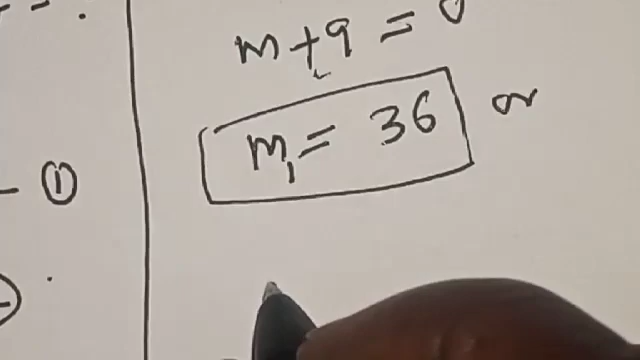 m + 9 = 0
m₁ = 36 or
- ①